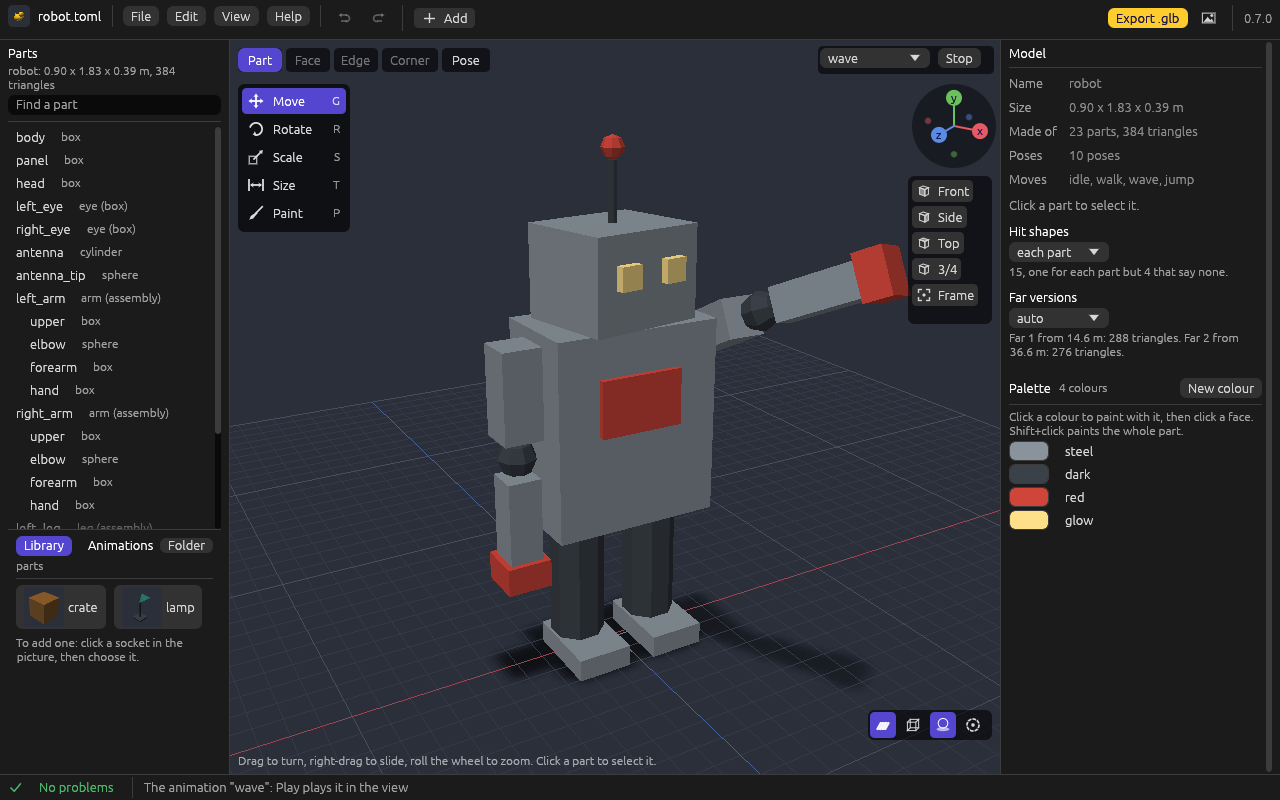 robot.toml File Edit View Help + Add Export .glb 0.7.0
Parts
robot: 0.90 x 1.83 x 0.39 m, 384
triangles
Find a part
body box
panel box
head box
left_eye eye (box)
right_eye eye (box)
antenna cylinder
antenna_tip sphere
left_arm arm (assembly)
upper box
elbow sphere
forearm box
hand box
right_arm arm (assembly)
upper box
elbow sphere
forearm box
hand box
left_leg leg (assembly)
Library Animations Folder
parts
crate lamp
To add one: click a socket in the
picture, then choose it.
Part Face Edge Corner Pose
Move G
Rotate R
Scale S
Size T
Paint P
wave Stop
y
z x
Front
Side
Top
3/4
Frame
Drag to turn, right-drag to slide, roll the wheel to zoom. Click a part to select it.
Model
Name robot
Size 0.90 x 1.83 x 0.39 m
Made of 23 parts, 384 triangles
Poses 10 poses
Moves idle, walk, wave, jump
Click a part to select it.
Hit shapes
each part
15, one for each part but 4 that say none.
Far versions
auto
Far 1 from 14.6 m: 288 triangles. Far 2 from
36.6 m: 276 triangles.
Palette 4 colours New colour
Click a colour to paint with it, then click a face.
Shift+click paints the whole part.
steel
dark
red
glow
No problems The animation "wave": Play plays it in the view